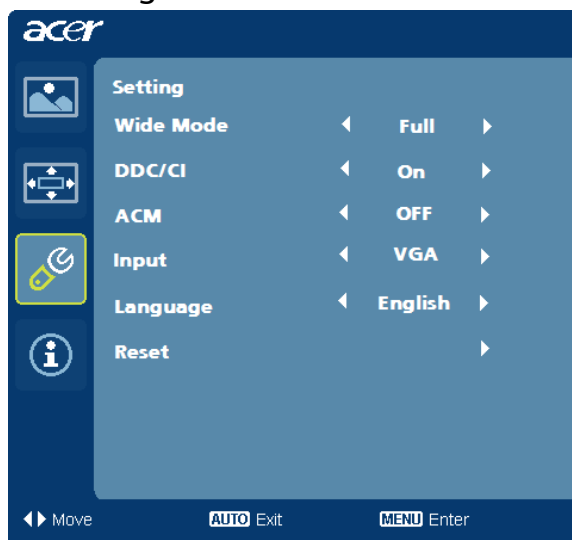 acer
Setting
Wide Mode Full
DDC/CI On
ACM OFF
Input VGA
Language English
Reset
Move AUTO Exit MENU Enter